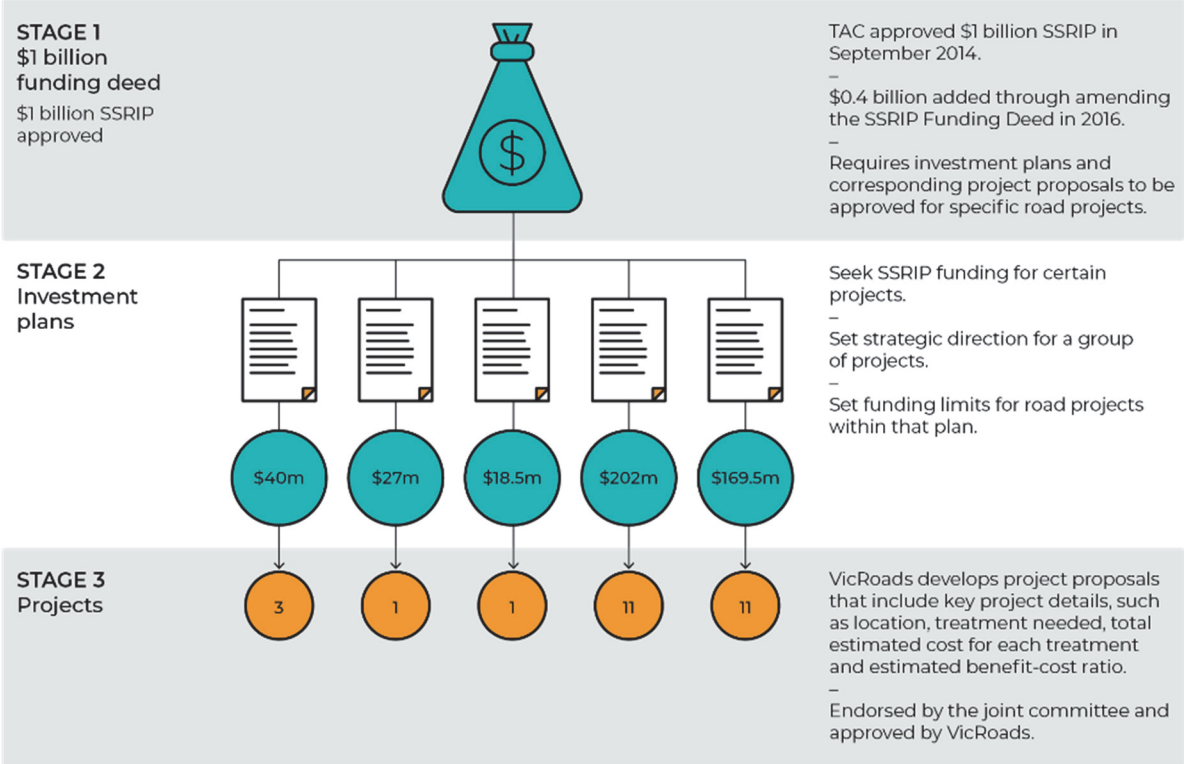 STAGE 1
$1 billion
funding deed
$1 billion SSRIP
approved
$
TAC approved $1 billion SSRIP in
September 2014.
–
$0.4 billion added through amending
the SSRIP Funding Deed in 2016.
–
Requires investment plans and
corresponding project proposals to be
approved for specific road projects.
STAGE 2
Investment
plans
$40m
$27m
$18.5m
$202m
$169.5m
Seek SSRIP funding for certain
projects.
–
Set strategic direction for a group
of projects.
–
Set funding limits for road projects
within that plan.
STAGE 3
Projects
3
1
1
11
11
VicRoads develops project proposals
that include key project details, such
as location, treatment needed, total
estimated cost for each treatment
and estimated benefit-cost ratio.
–
Endorsed by the joint committee and
approved by VicRoads.